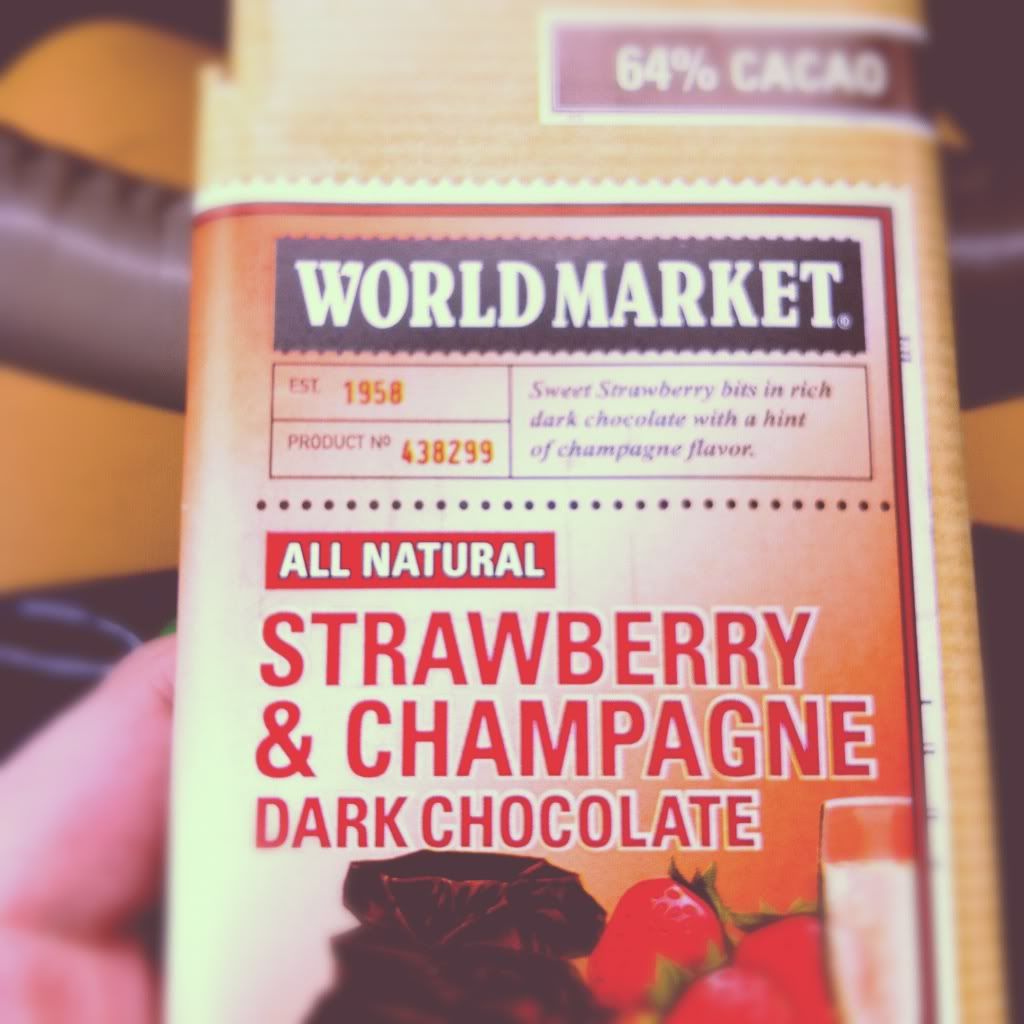 64% CACAO
WORLD MARKET®
EST. 1958
PRODUCT Nº 438299
Sweet Strawberry bits in rich
dark chocolate with a hint
of champagne flavor.
ALL NATURAL
STRAWBERRY
& CHAMPAGNE
DARK CHOCOLATE